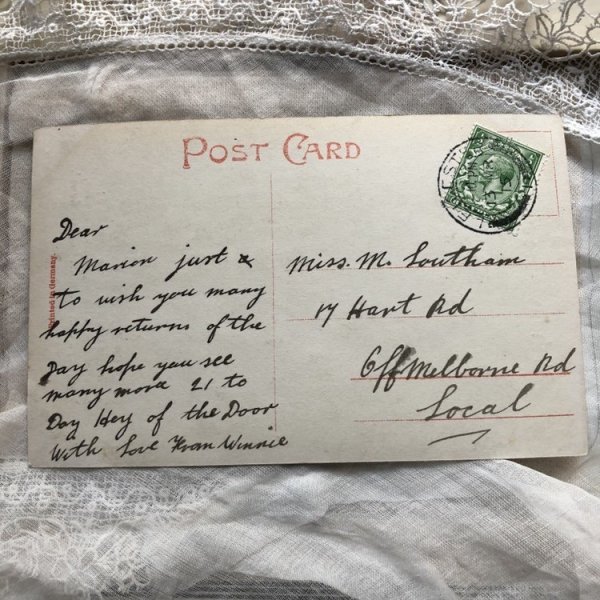 POST CARD
Printed in Germany.
Dear
Marion just a
to wish you many
happy returns of the
Day hope you see
many more 21 to
Day Key of the Door
With Love From Winnie
Miss. M. Southam
17 Hart Rd
Off Melborne Rd
Local